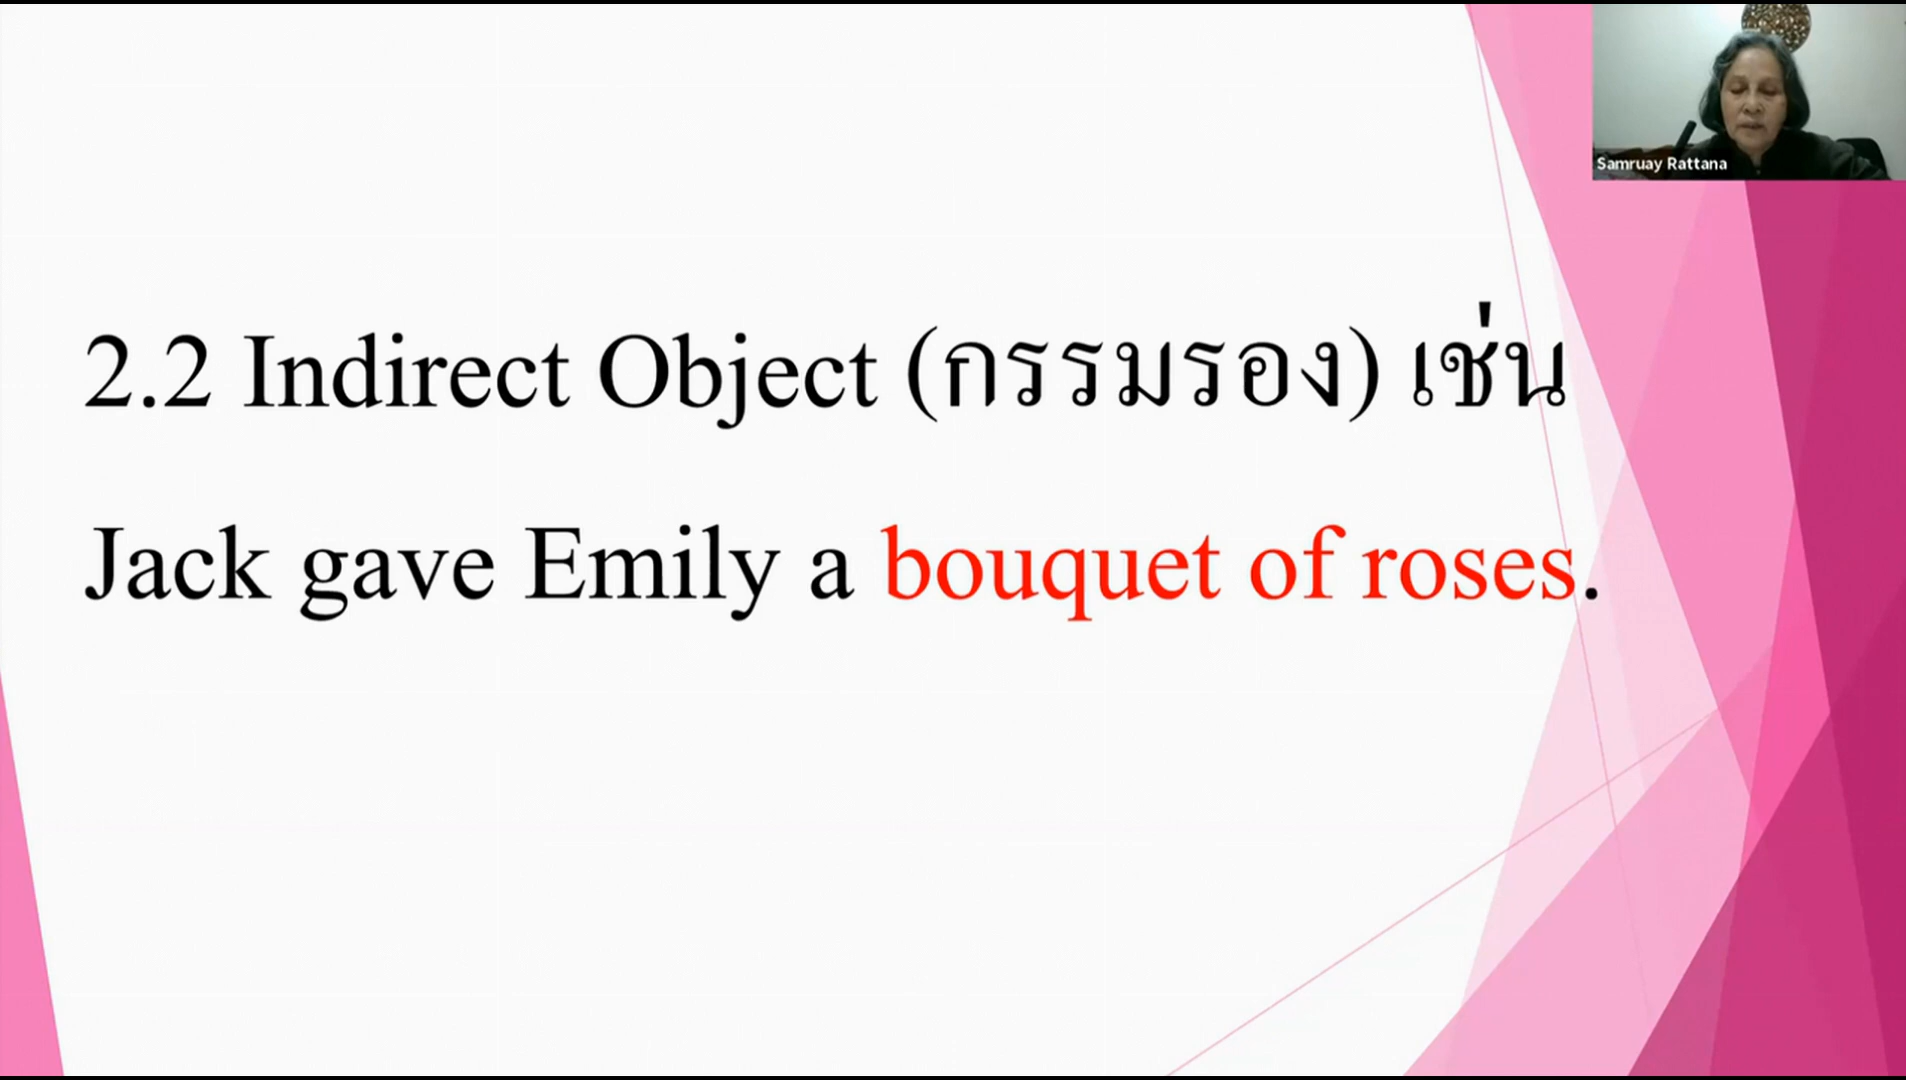 Samruay Rattana
2.2 Indirect Object (กรรมรอง) เช่น
Jack gave Emily a bouquet of roses.